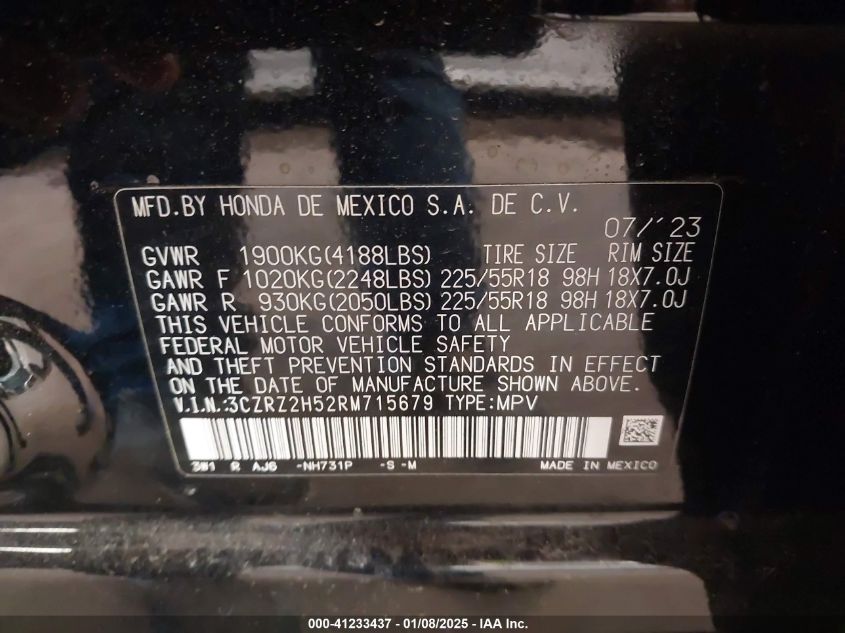 MFD.BY HONDA DE MEXICO S.A. DE C.V.
07/'23
GVWR 1900KG(4188LBS) TIRE SIZE RIM SIZE
GAWR F 1020KG(2248LBS) 225/55R18 98H 18X7.0J
GAWR R 930KG(2050LBS) 225/55R18 98H 18X7.0J
THIS VEHICLE CONFORMS TO ALL APPLICABLE
FEDERAL MOTOR VEHICLE SAFETY
AND THEFT PREVENTION STANDARDS IN EFFECT
ON THE DATE OF MANUFACTURE SHOWN ABOVE.
V.I.N.:3CZRZ2H52RM715679 TYPE:MPV
3W1 R AJ6 -NH731P -S -M MADE IN MEXICO
000-41233437 - 01/08/2025 - IAA Inc.